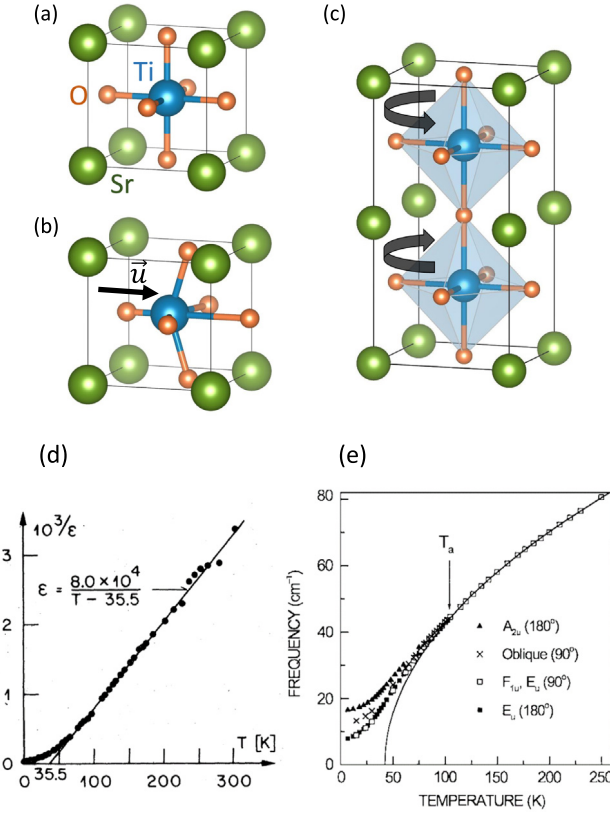 (a)
Ti
O
Sr
(b)
u⃗
(c)
(d)
10³/ε
3
2
1
0
ε = 8.0 × 10⁴ / T − 35.5
T [K]
0
35.5
100
200
300
(e)
80
60
40
20
0
FREQUENCY (cm⁻¹)
Tₐ
▲ A₂ᵤ (180°)
× Oblique (90°)
□ F₁ᵤ, Eᵤ (90°)
■ Eᵤ (180°)
0
50
100
150
200
250
TEMPERATURE (K)